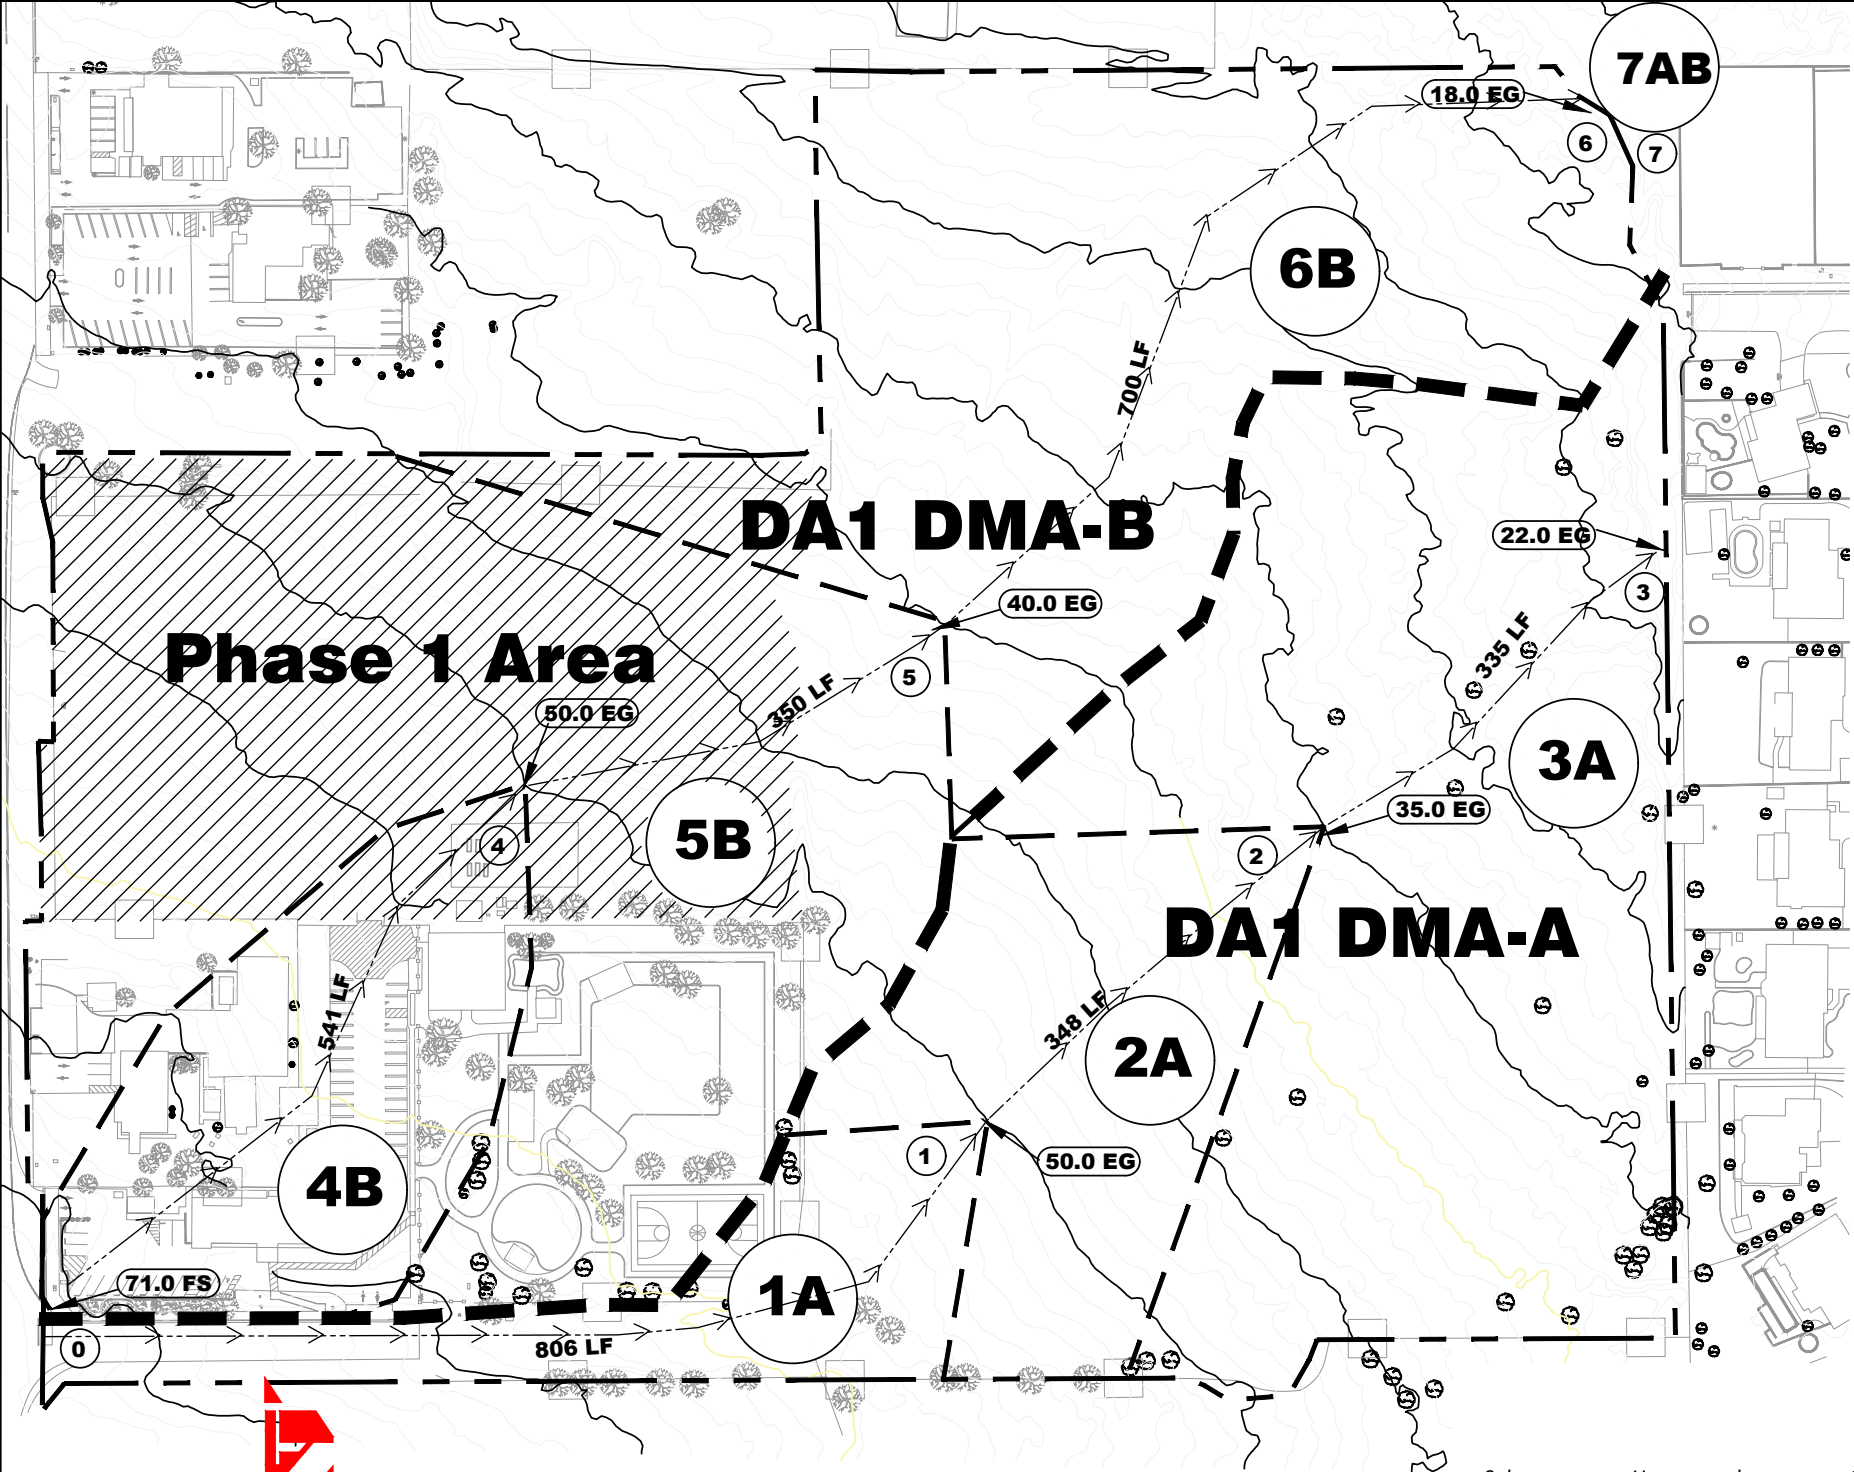 7AB
18.0 EG
6
7
6B
700 LF
DA1 DMA-B
22.0 EG
3
40.0 EG
335 LF
Phase 1 Area
5
350 LF
50.0 EG
3A
35.0 EG
5B
4
2
DA1 DMA-A
541 LF
348 LF
2A
1
50.0 EG
4B
71.0 FS
1A
0
806 LF